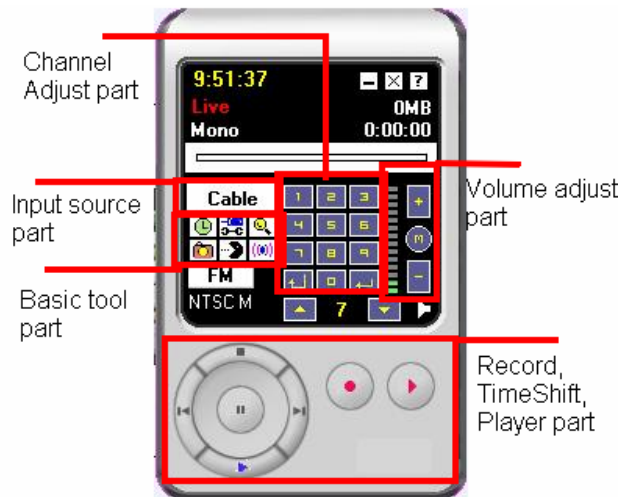 Channel
Adjust part
9:51:37
Live
0MB
Mono
0:00:00
Input source
part
Cable
1 2 3
4 5 6
7 8 9
0
+
M
-
Volume adjust
part
Basic tool
part
FM
NTSC M
7
Record,
TimeShift,
Player part